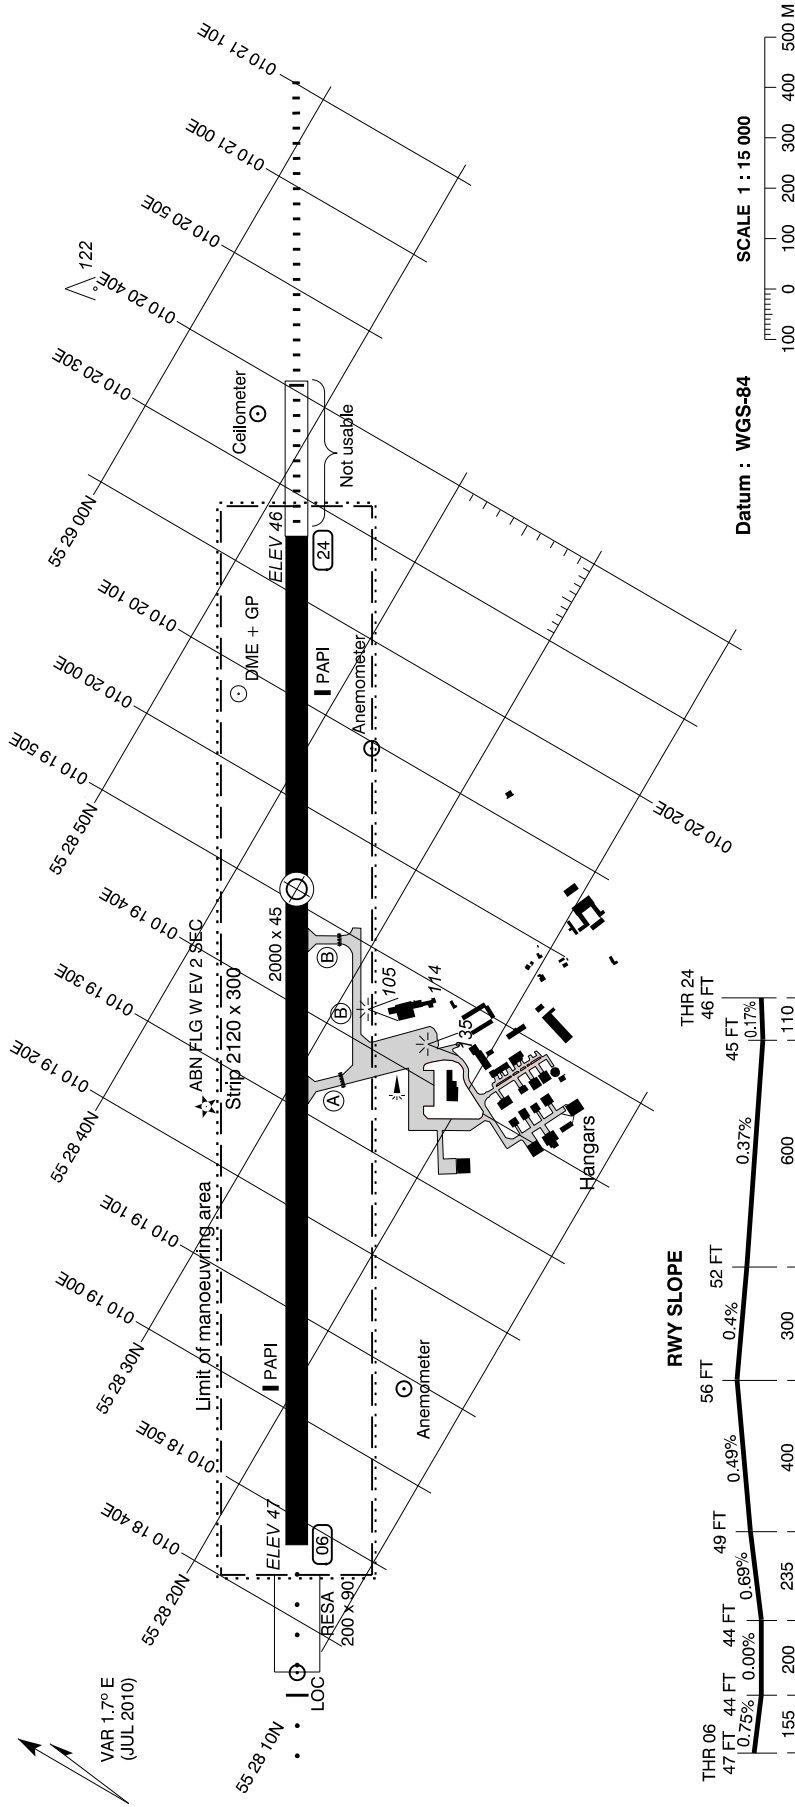 010 21 10E
010 21 00E
010 20 50E
010 20 40E
010 20 30E
010 20 20E
010 20 10E
010 20 00E
010 19 50E
010 19 40E
010 19 30E
010 19 20E
010 19 10E
010 19 00E
010 18 50E
010 18 40E
55 29 00N
55 28 50N
55 28 40N
55 28 30N
55 28 20N
55 28 10N
122
Ceilometer
Not usable
ELEV 46
24
DME + GP
PAPI
Anemometer
ABN FLG W EV 2 SEC
Strip 2120 x 300
2000 x 45
B
B
A
105
114
135
Hangars
Limit of manoeuvring area
PAPI
Anemometer
ELEV 47
06
RESA
200 x 90
LOC
VAR 1.7° E
(JUL 2010)
Datum : WGS-84
SCALE 1 : 15 000
100 0 100 200 300 400 500 M
RWY SLOPE
THR 06
47 FT
44 FT
44 FT
49 FT
56 FT
52 FT
45 FT
THR 24
46 FT
0.75%
0.00%
0.69%
0.49%
0.4%
0.37%
0.17%
155 200 235 400 300 600 110